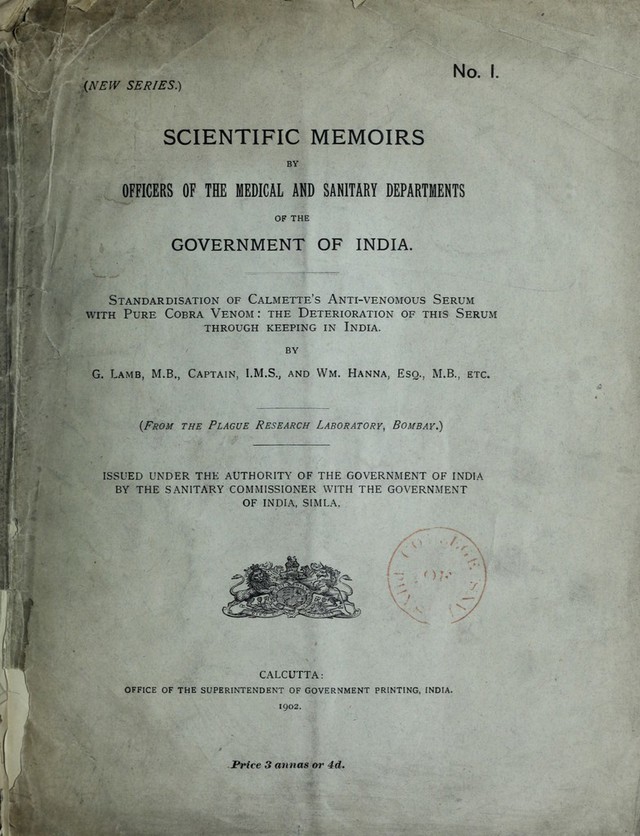 (NEW SERIES.)
No. I.
SCIENTIFIC MEMOIRS
BY
OFFICERS OF THE MEDICAL AND SANITARY DEPARTMENTS
OF THE
GOVERNMENT OF INDIA.
STANDARDISATION OF CALMETTE'S ANTI-VENOMOUS SERUM
WITH PURE COBRA VENOM: THE DETERIORATION OF THIS SERUM
THROUGH KEEPING IN INDIA.
BY
G. LAMB, M.B., CAPTAIN, I.M.S., AND WM. HANNA, ESQ., M.B., ETC.
(FROM THE PLAGUE RESEARCH LABORATORY, BOMBAY.)
ISSUED UNDER THE AUTHORITY OF THE GOVERNMENT OF INDIA
BY THE SANITARY COMMISSIONER WITH THE GOVERNMENT
OF INDIA, SIMLA.
COLLEGE
CALCUTTA:
OFFICE OF THE SUPERINTENDENT OF GOVERNMENT PRINTING, INDIA.
1902.
Price 3 annas or 4d.